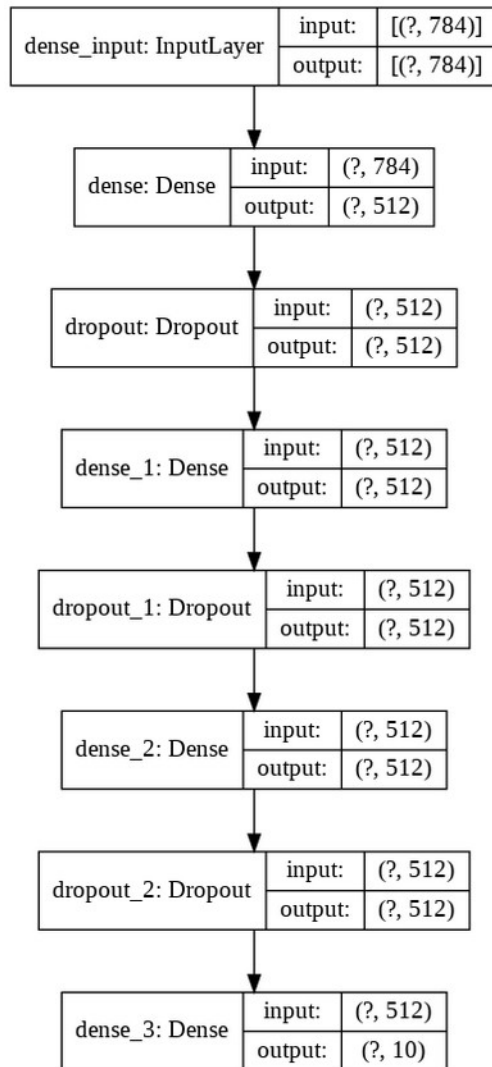 dense_input: InputLayer
input: [(?, 784)]
output: [(?, 784)]
dense: Dense
input: (?, 784)
output: (?, 512)
dropout: Dropout
input: (?, 512)
output: (?, 512)
dense_1: Dense
input: (?, 512)
output: (?, 512)
dropout_1: Dropout
input: (?, 512)
output: (?, 512)
dense_2: Dense
input: (?, 512)
output: (?, 512)
dropout_2: Dropout
input: (?, 512)
output: (?, 512)
dense_3: Dense
input: (?, 512)
output: (?, 10)